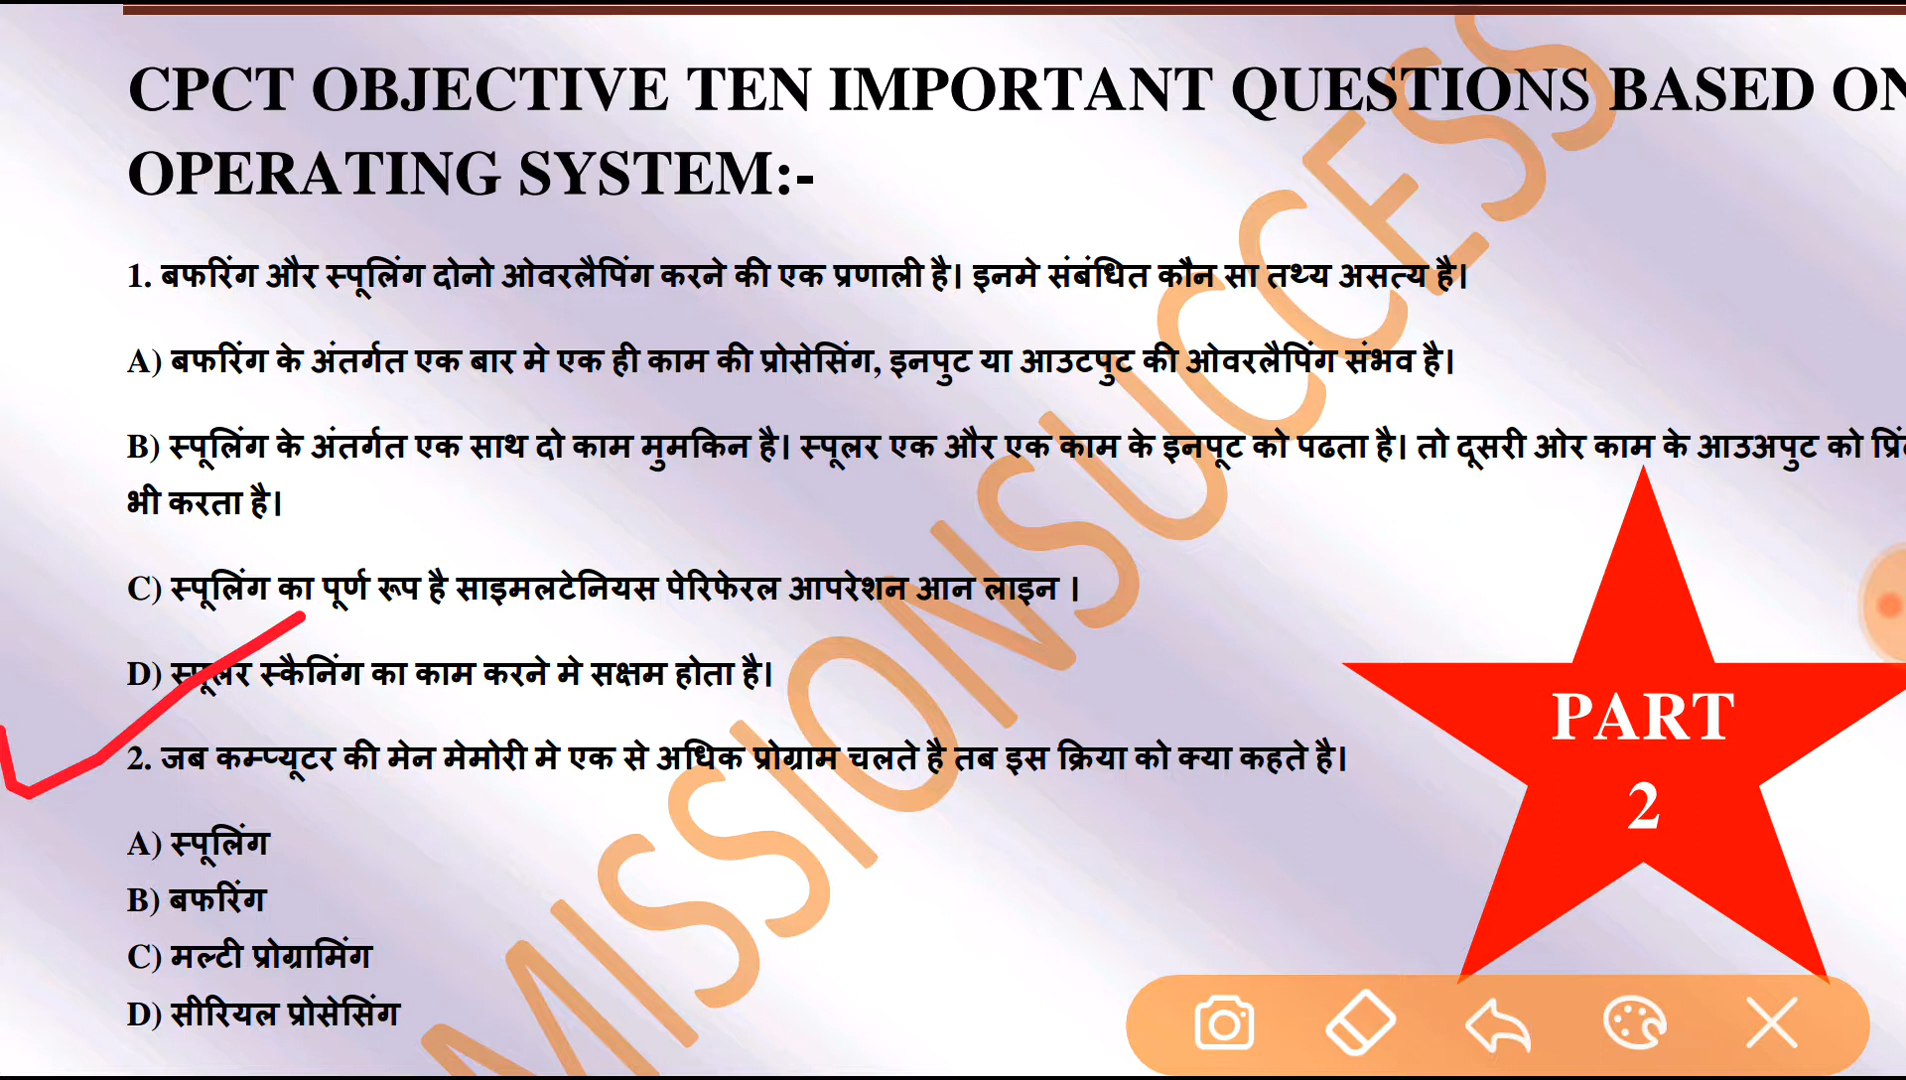 CPCT OBJECTIVE TEN IMPORTANT QUESTIONS BASED ON
OPERATING SYSTEM:-
1. बफरिंग और स्पूलिंग दोनो ओवरलैपिंग करने की एक प्रणाली है। इनमे संबंधित कौन सा तथ्य असत्य है।
A) बफरिंग के अंतर्गत एक बार मे एक ही काम की प्रोसेसिंग, इनपुट या आउटपुट की ओवरलैपिंग संभव है।
B) स्पूलिंग के अंतर्गत एक साथ दो काम मुमकिन है। स्पूलर एक और एक काम के इनपूट को पढता है। तो दूसरी ओर काम के आउअपुट को
भी करता है।
C) स्पूलिंग का पूर्ण रूप है साइमलटेनियस पेरिफेरल आपरेशन आन लाइन ।
D) स्पूलर स्कैनिंग का काम करने मे सक्षम होता है।
2. जब कम्प्यूटर की मेन मेमोरी मे एक से अधिक प्रोग्राम चलते है तब इस क्रिया को क्या कहते है।
A) स्पूलिंग
B) बफरिंग
C) मल्टी प्रोग्रामिंग
D) सीरियल प्रोसेसिंग
PART
2
MISSIONSUCCESS